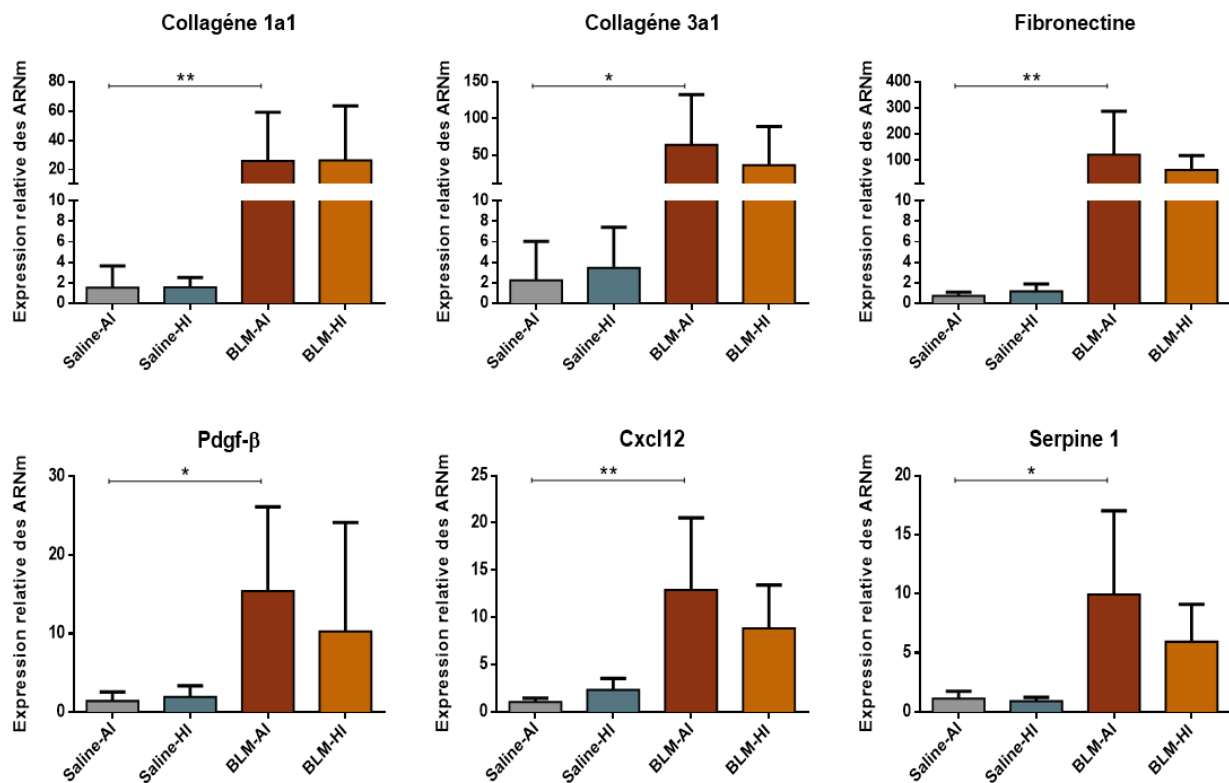 Collagéne 1a1
Collagéne 3a1
Fibronectine
Expression relative des ARNm
80
60
40
20
10
8
6
4
2
0
**
Saline-AI
Saline-HI
BLM-AI
BLM-HI
Expression relative des ARNm
150
100
50
10
8
6
4
2
0
*
Saline-AI
Saline-HI
BLM-AI
BLM-HI
Expression relative des ARNm
400
300
200
100
10
8
6
4
2
0
**
Saline-AI
Saline-HI
BLM-AI
BLM-HI
Pdgf-β
Cxcl12
Serpine 1
Expression relative des ARNm
30
20
10
0
*
Saline-AI
Saline-HI
BLM-AI
BLM-HI
Expression relative des ARNm
25
20
15
10
5
0
**
Saline-AI
Saline-HI
BLM-AI
BLM-HI
Expression relative des ARNm
20
15
10
5
0
*
Saline-AI
Saline-HI
BLM-AI
BLM-HI